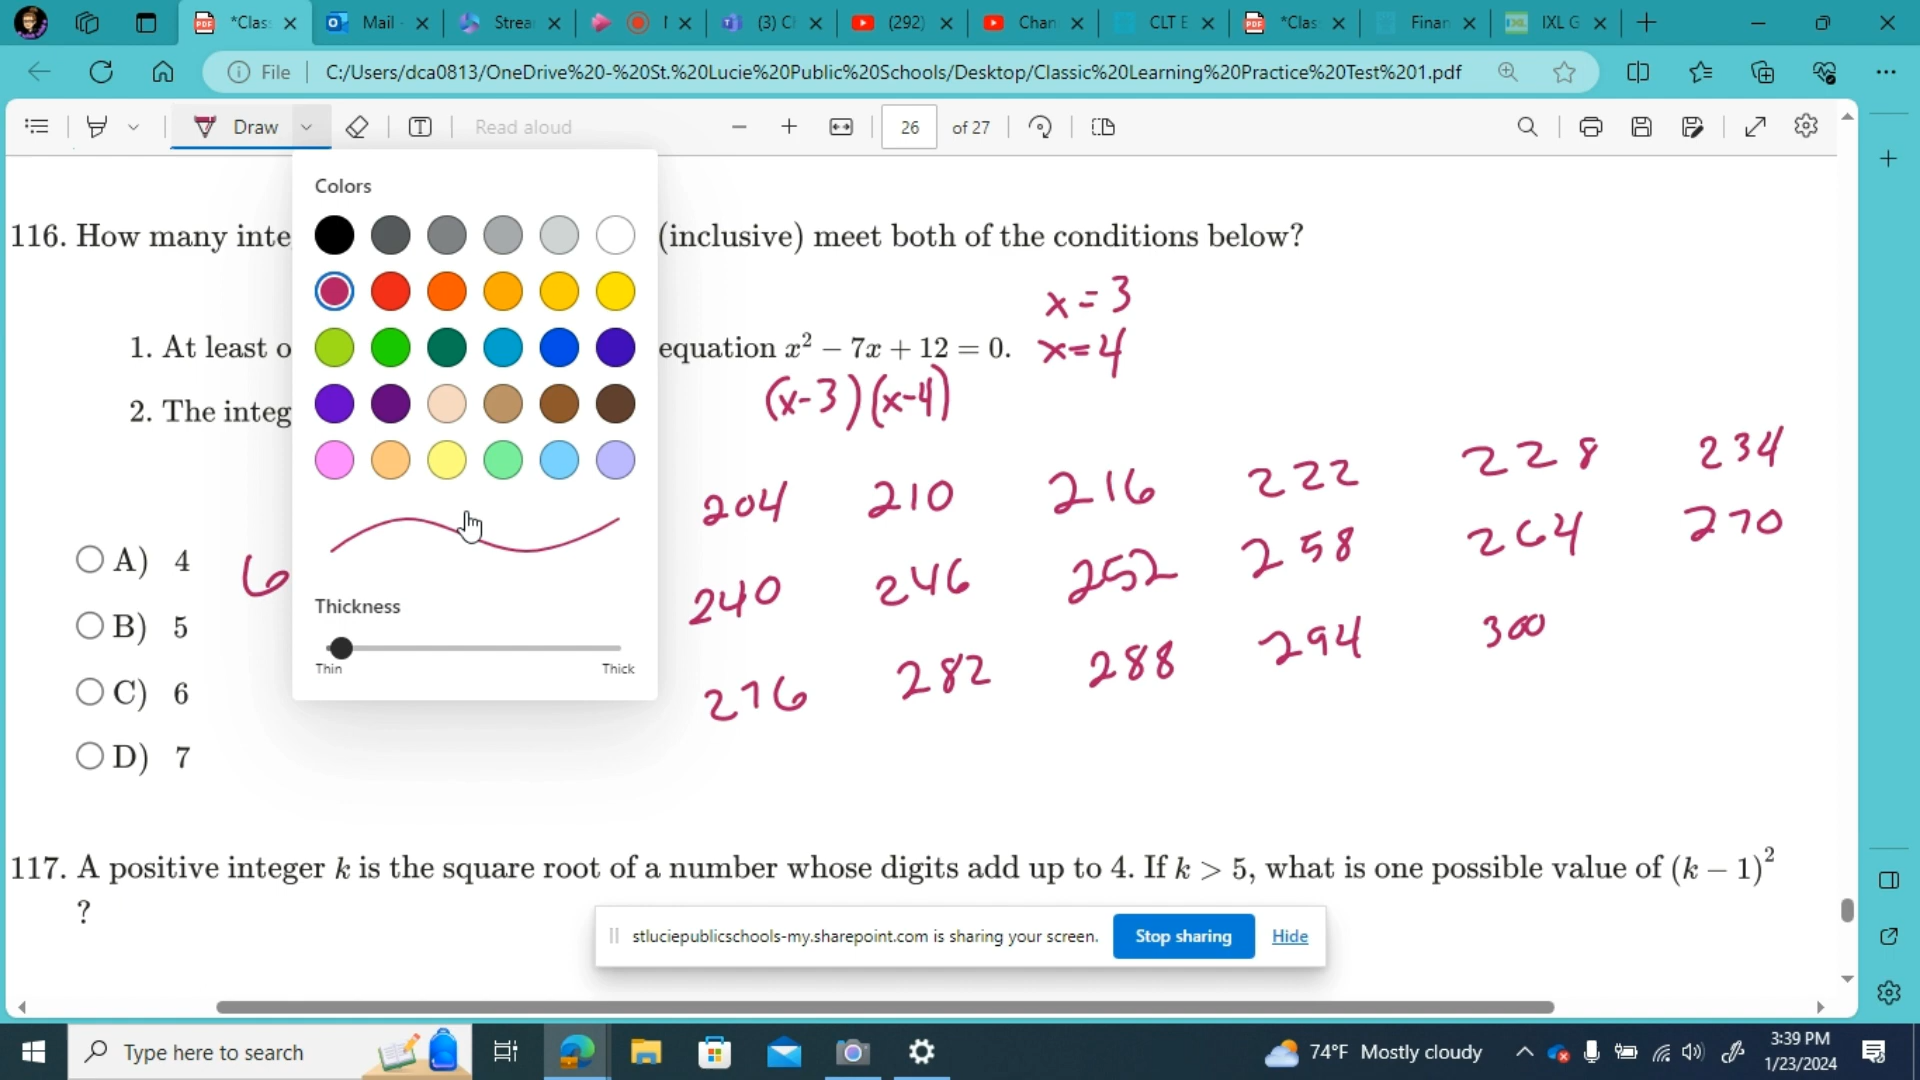 *Clas
Mail -
Strea
(3) C
(292)
Chan
CLT E
*Clas
Finan
IXL G
File
C:/Users/dca0813/OneDrive%20-%20St.%20Lucie%20Public%20Schools/Desktop/Classic%20Learning%20Practice%20Test%201.pdf
Draw
Read aloud
26
of 27
Colors
116. How many inte
(inclusive) meet both of the conditions below?
x = 3
1. At least o
equation x² − 7x + 12 = 0.
x = 4
2. The integ
(x-3)(x-4)
204 210 216 222 228 234
240 246 252 258 264 270
276 282 288 294 300
A) 4
6
B) 5
C) 6
D) 7
Thickness
Thin
Thick
117. A positive integer k is the square root of a number whose digits add up to 4. If k > 5, what is one possible value of (k − 1)²
?
stluciepublicschools-my.sharepoint.com is sharing your screen.
Stop sharing
Hide
Type here to search
74°F Mostly cloudy
3:39 PM
1/23/2024